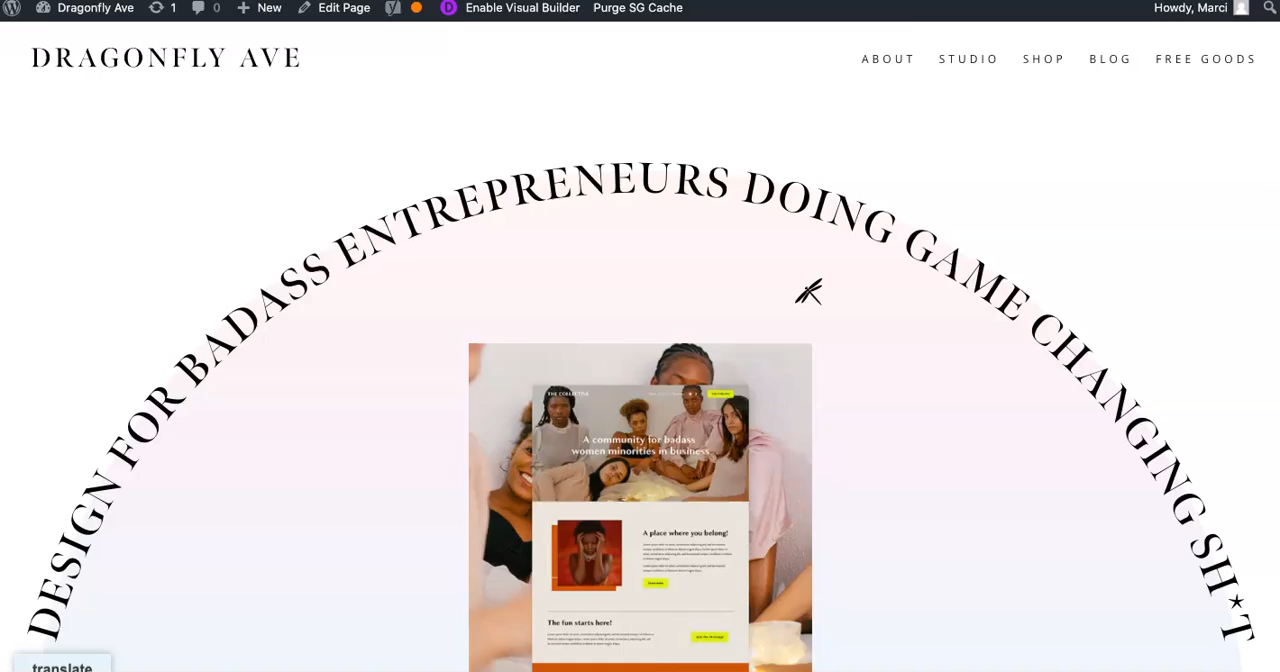 Dragonfly Ave 1 0 New Edit Page Enable Visual Builder Purge SG Cache Howdy, Marci
DRAGONFLY AVE
ABOUT STUDIO SHOP BLOG FREE GOODS
DESIGN FOR BADASS ENTREPRENEURS DOING GAME CHANGING SH*T
THE COLLECTIVE
A community for badass
women minorities in business
A place where you belong!
The fun starts here!
translate